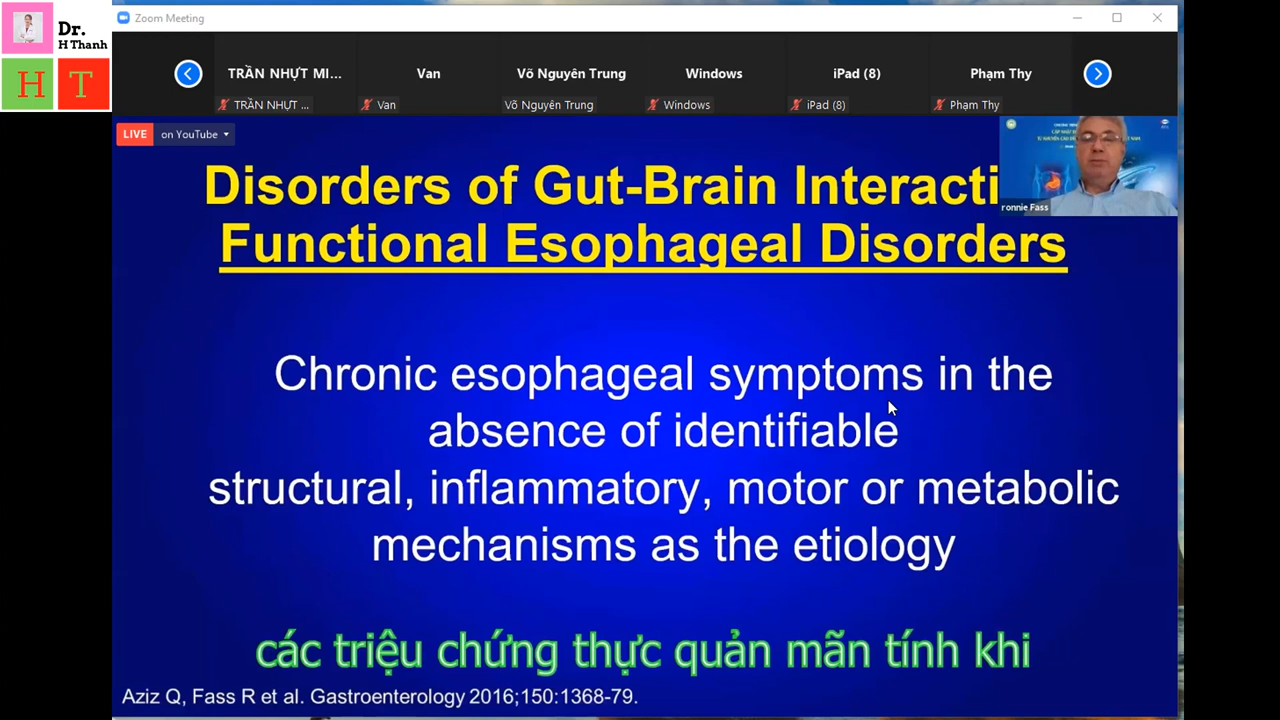 Dr.
H Thanh
H T
Zoom Meeting
TRẦN NHỰT MI... Van Võ Nguyên Trung Windows iPad (8) Phạm Thy
TRẦN NHỰT ... Van Võ Nguyên Trung Windows iPad (8) Phạm Thy
LIVE on YouTube
ronnie Fass
Disorders of Gut-Brain Interacti
Functional Esophageal Disorders
Chronic esophageal symptoms in the
absence of identifiable
structural, inflammatory, motor or metabolic
mechanisms as the etiology
các triệu chứng thực quản mãn tính khi
Aziz Q, Fass R et al. Gastroenterology 2016;150:1368-79.